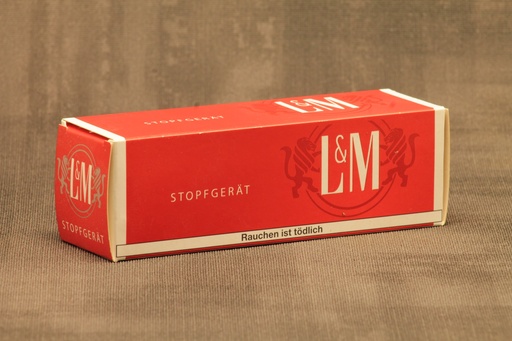 STOPFGERÄT
L&M
L&M
STOPFGERÄT
STOPFGERÄT
L&M
Rauchen ist tödlich